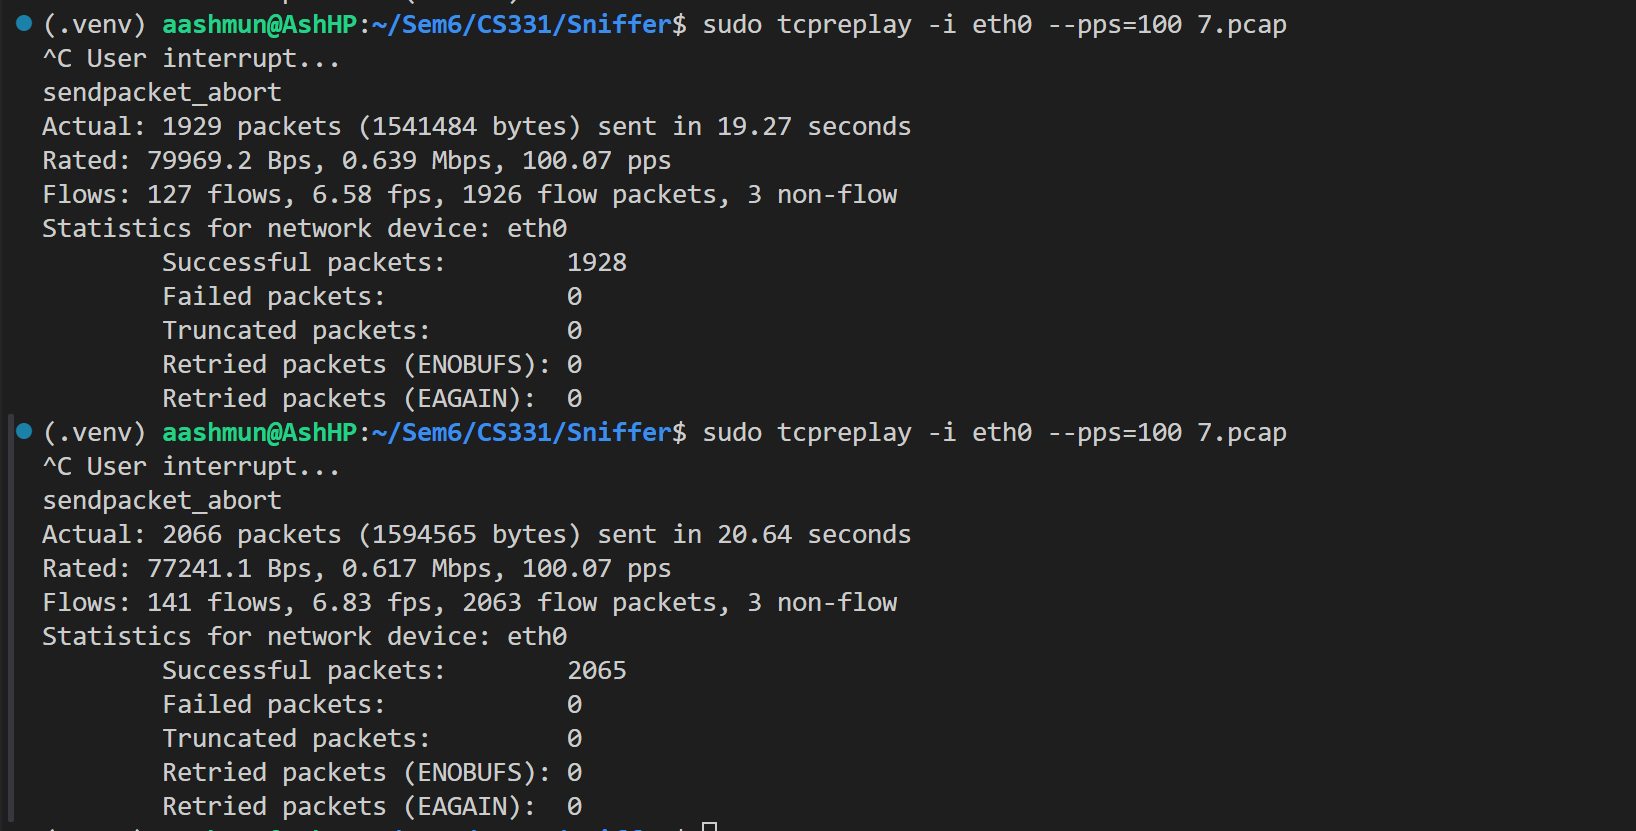 (.venv) aashmun@AshHP:~/Sem6/CS331/Sniffer$ sudo tcpreplay -i eth0 --pps=100 7.pcap
^C User interrupt...
sendpacket_abort
Actual: 1929 packets (1541484 bytes) sent in 19.27 seconds
Rated: 79969.2 Bps, 0.639 Mbps, 100.07 pps
Flows: 127 flows, 6.58 fps, 1926 flow packets, 3 non-flow
Statistics for network device: eth0
Successful packets: 1928
Failed packets: 0
Truncated packets: 0
Retried packets (ENOBUFS): 0
Retried packets (EAGAIN): 0
(.venv) aashmun@AshHP:~/Sem6/CS331/Sniffer$ sudo tcpreplay -i eth0 --pps=100 7.pcap
^C User interrupt...
sendpacket_abort
Actual: 2066 packets (1594565 bytes) sent in 20.64 seconds
Rated: 77241.1 Bps, 0.617 Mbps, 100.07 pps
Flows: 141 flows, 6.83 fps, 2063 flow packets, 3 non-flow
Statistics for network device: eth0
Successful packets: 2065
Failed packets: 0
Truncated packets: 0
Retried packets (ENOBUFS): 0
Retried packets (EAGAIN): 0